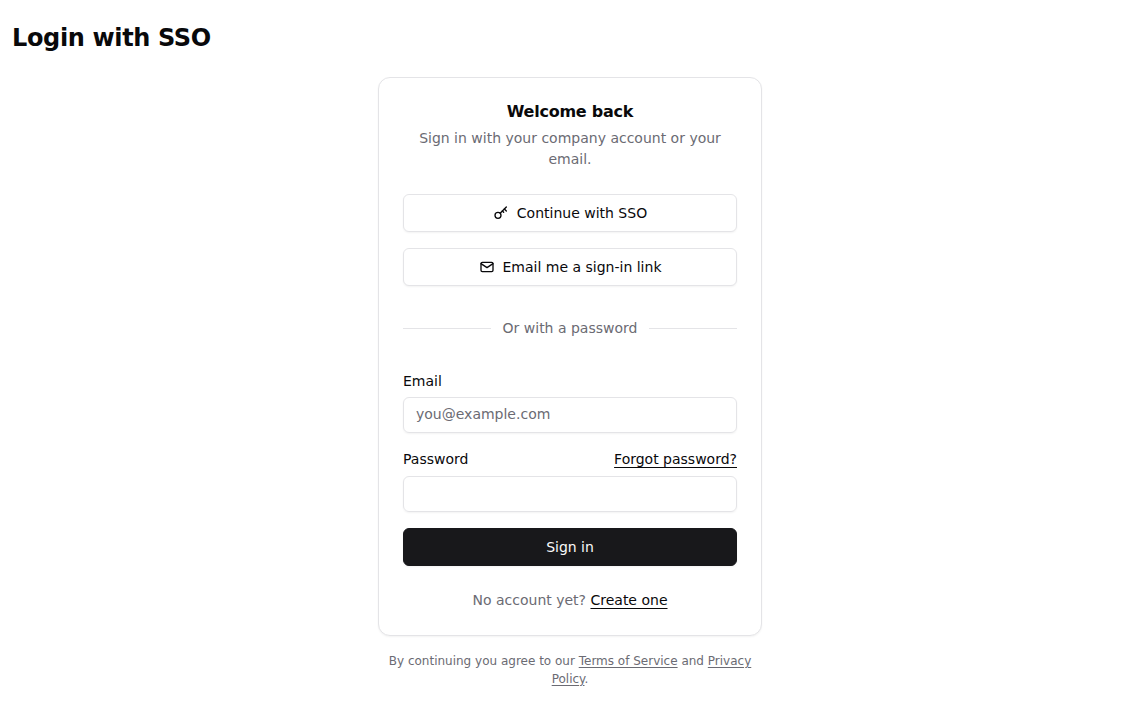 Login with SSO
Welcome back
Sign in with your company account or your
email.
Continue with SSO
Email me a sign-in link
Or with a password
Email
you@example.com
Password Forgot password?
Sign in
No account yet? Create one
By continuing you agree to our Terms of Service and Privacy
Policy.